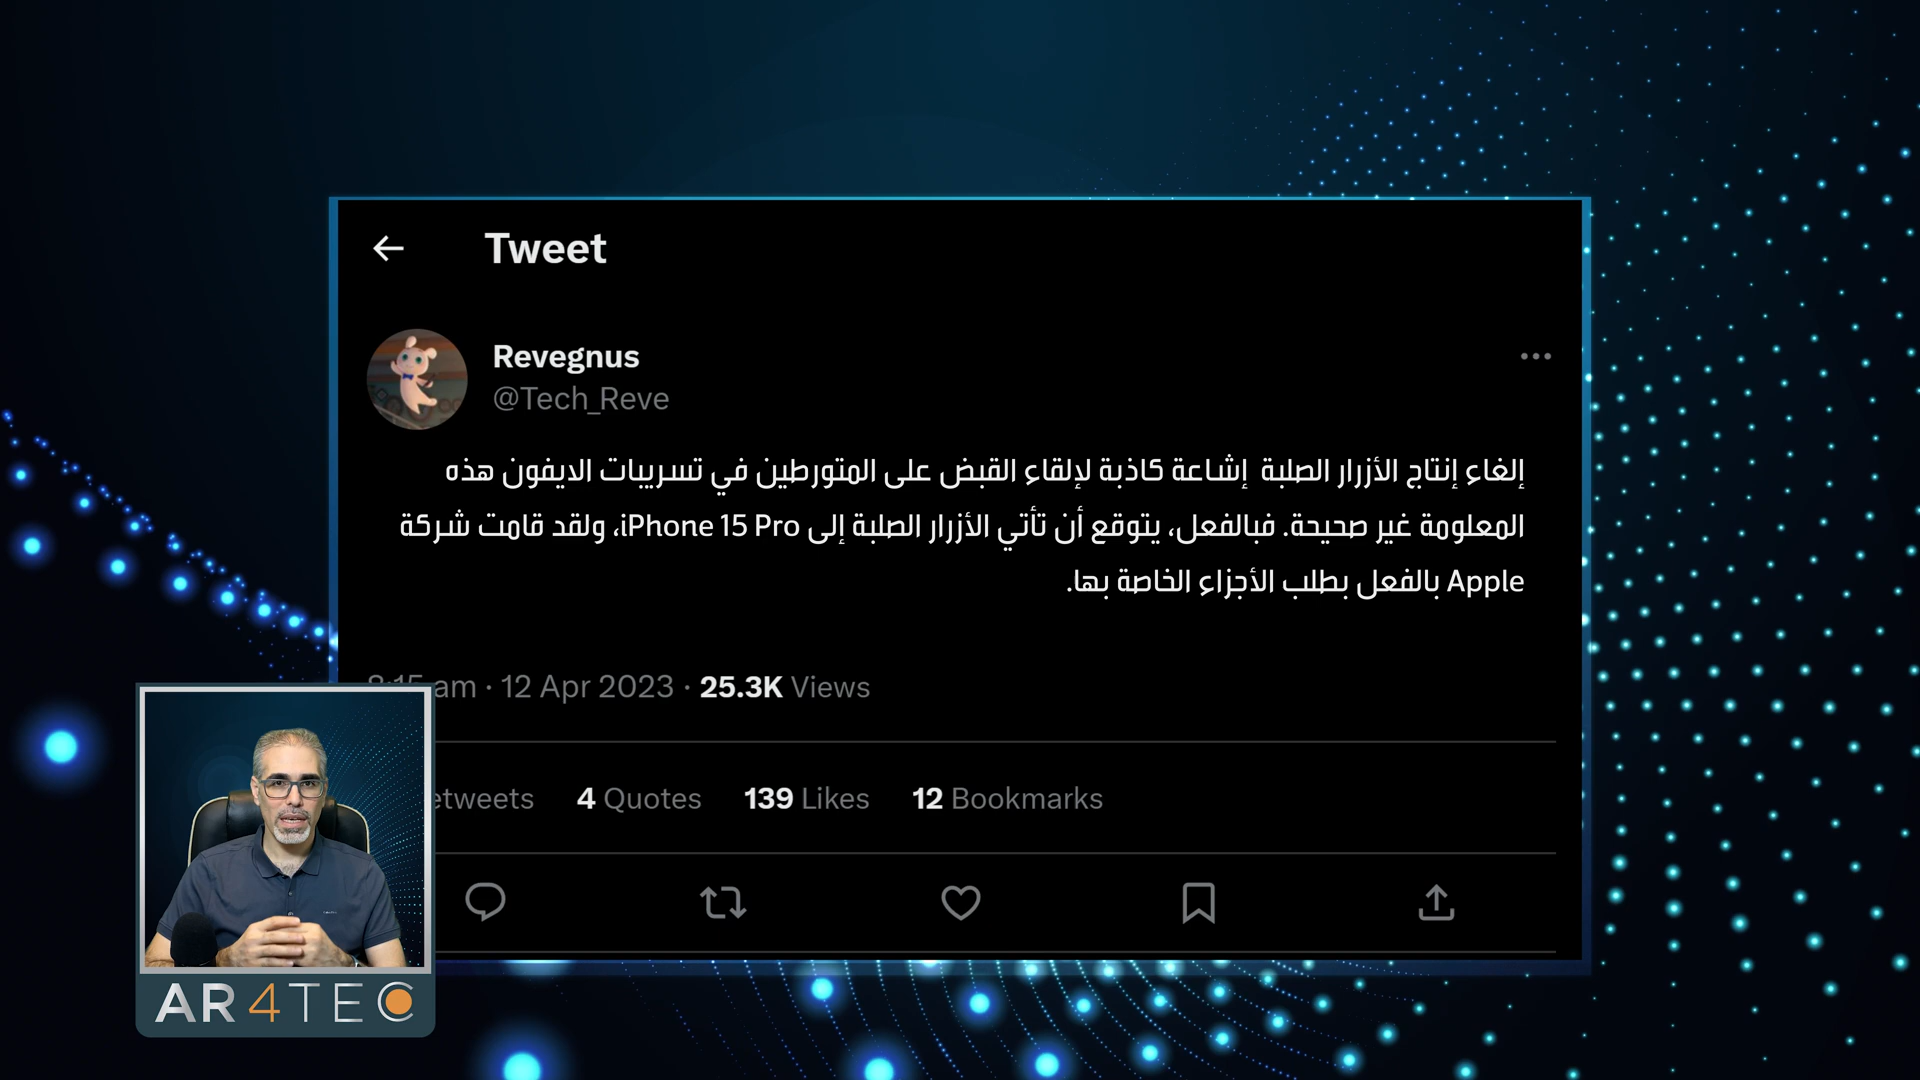 Tweet
Revegnus
@Tech_Reve
إلغاء إنتاج الأزرار الصلبة إشاعة كاذبة لإلقاء القبض على المتورطين في تسريبات الايفون هذه
المعلومة غير صحيحة. فبالفعل، يتوقع أن تأتي الأزرار الصلبة إلى iPhone 15 Pro، ولقد قامت شركة
Apple بالفعل بطلب الأجزاء الخاصة بها.
am · 12 Apr 2023 · 25.3K Views
4 Quotes 139 Likes 12 Bookmarks
AR4TEC